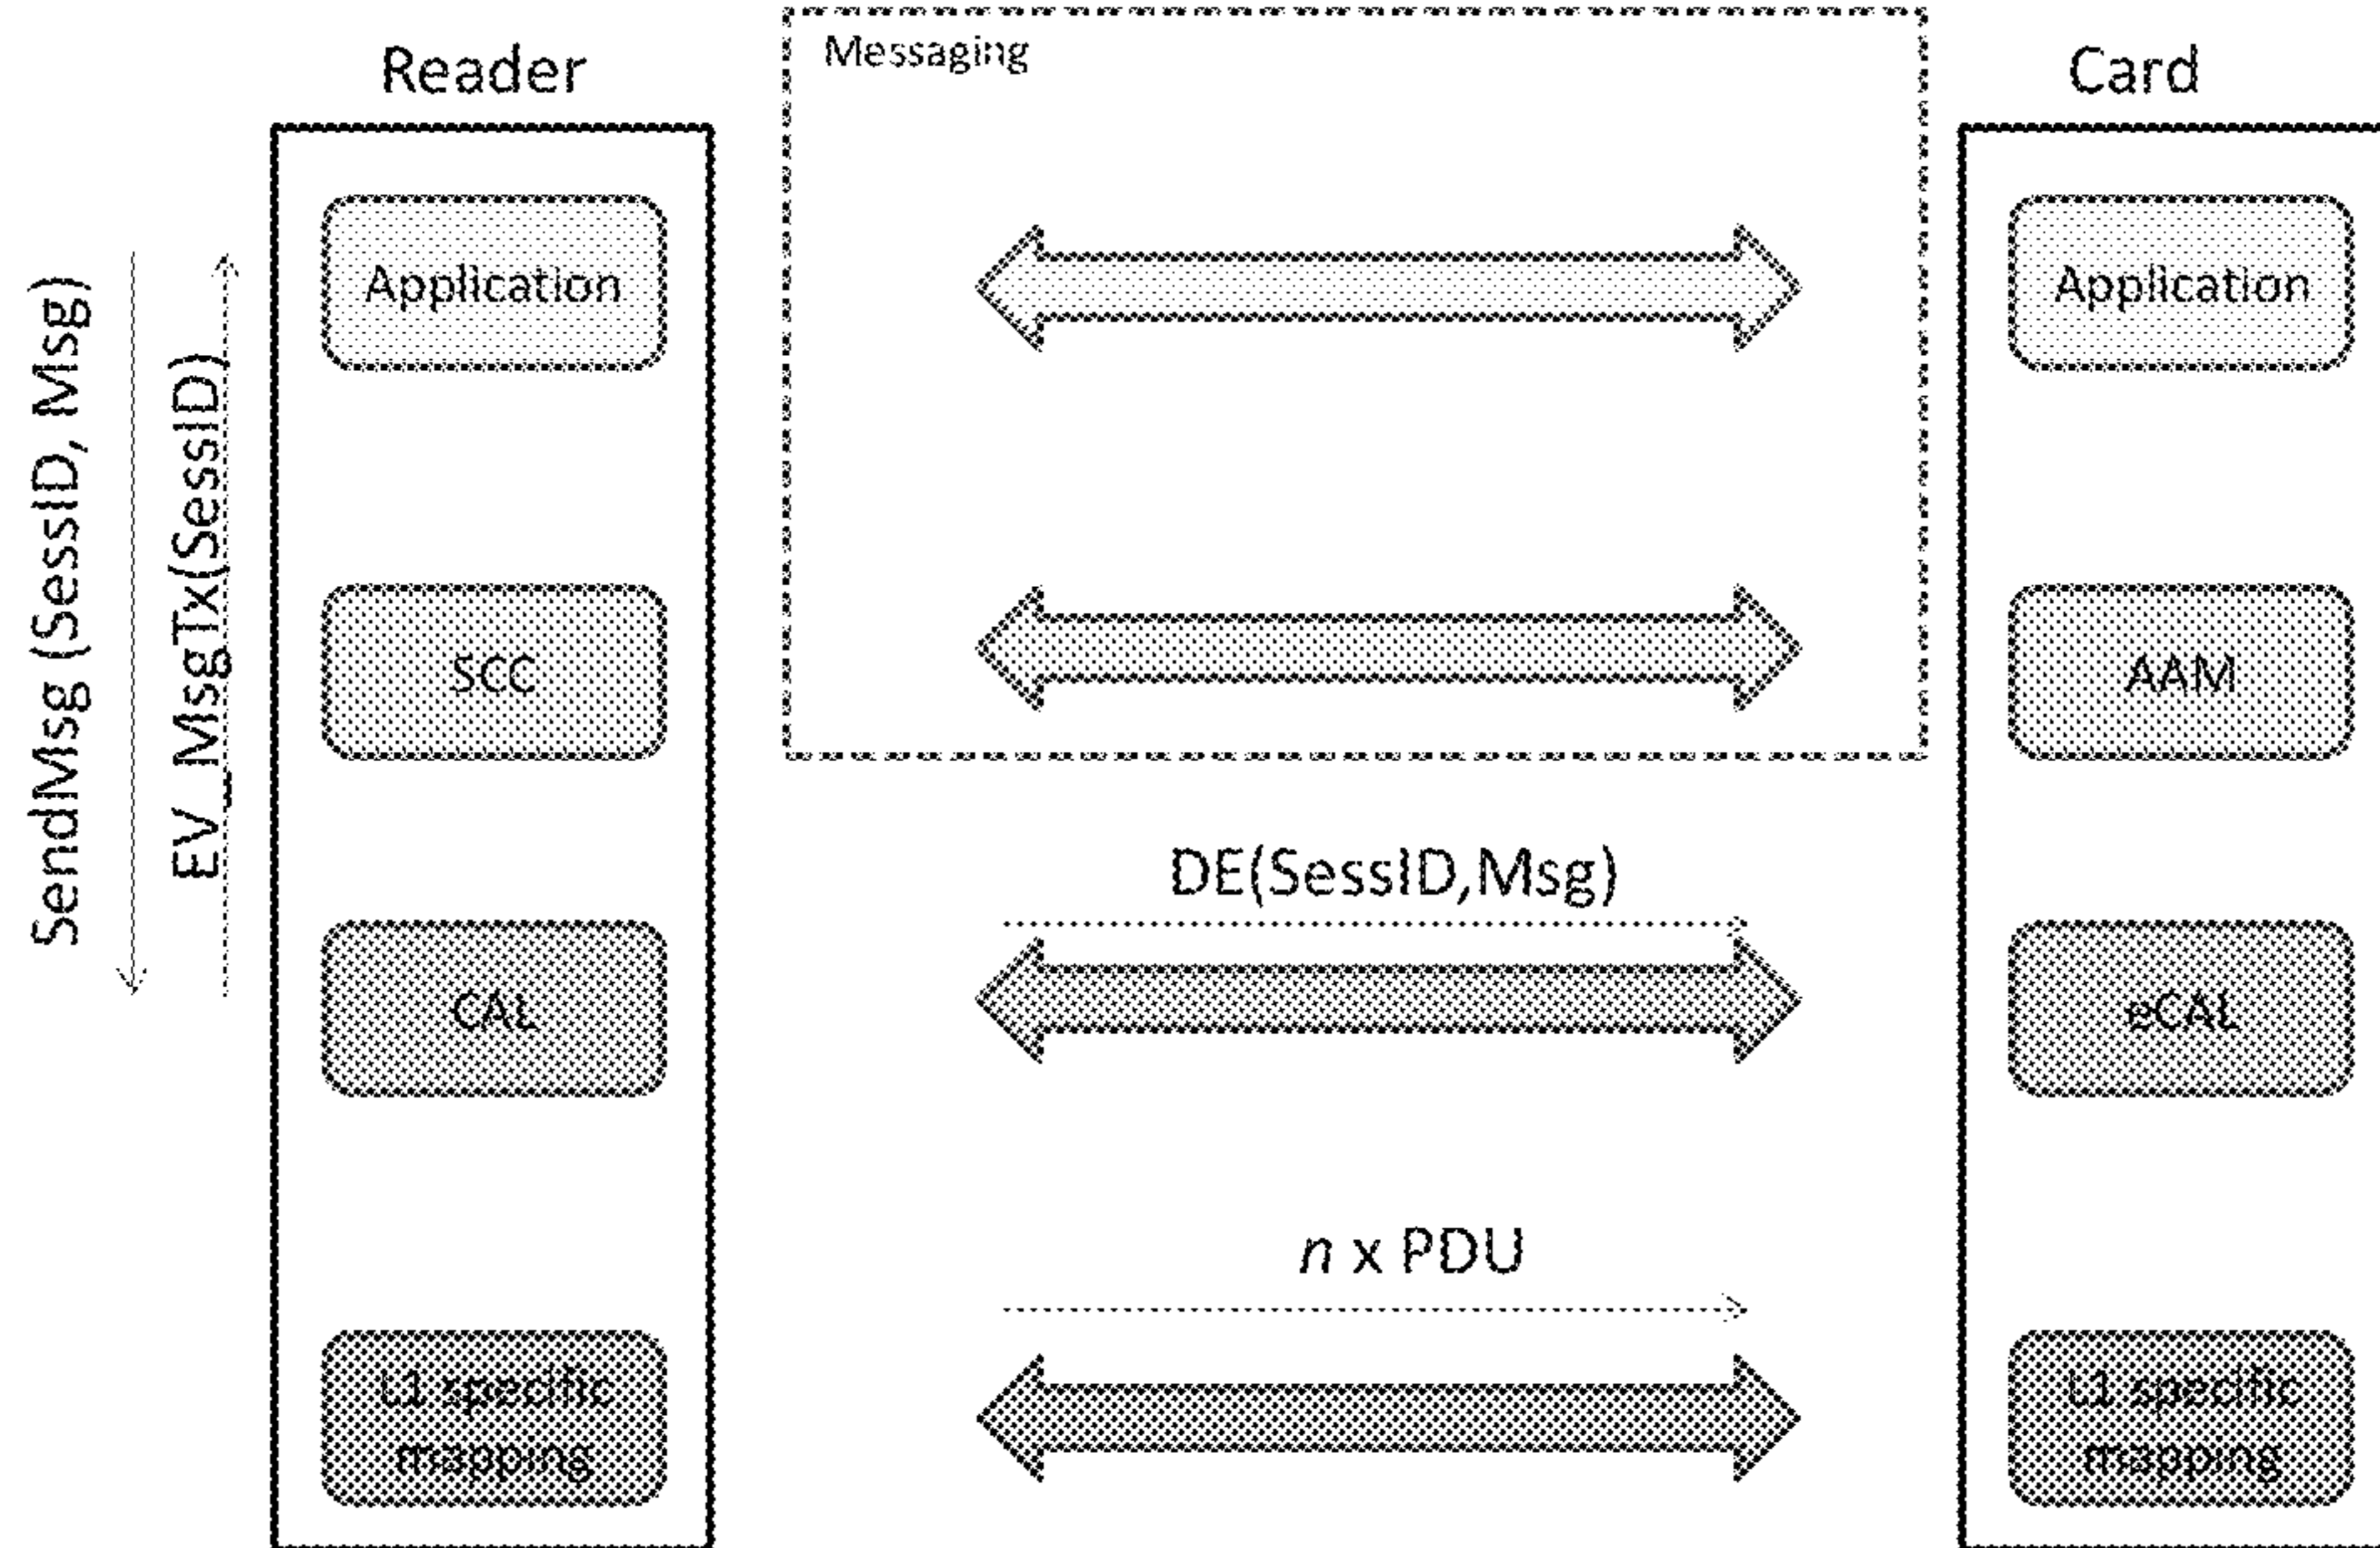 Messaging
Reader
Card
SendMsg (SessID, Msg)
EV_MsgTx(SessID)
Application
Application
SCC
AAM
DE(SessID,Msg)
CAL
eCAL
n x PDU
L1 specific
mapping
L1 specific
mapping